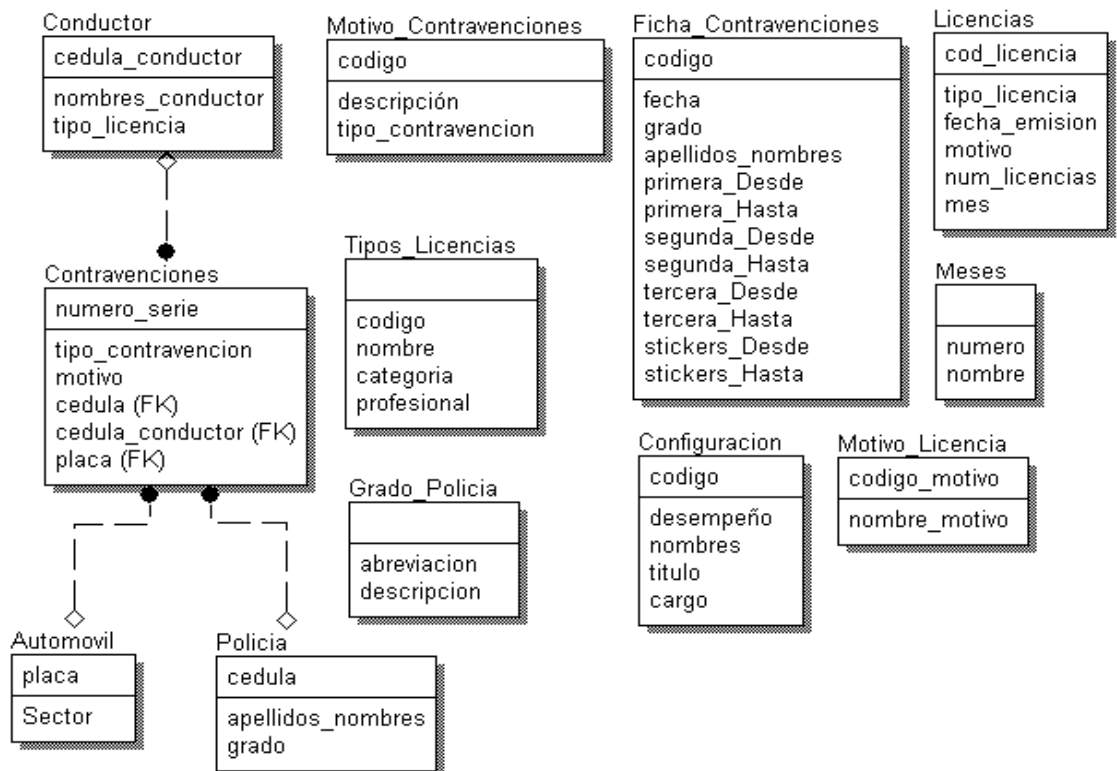 Conductor
cedula_conductor
nombres_conductor
tipo_licencia
Motivo_Contravenciones
codigo
descripción
tipo_contravencion
Ficha_Contravenciones
codigo
fecha
grado
apellidos_nombres
primera_Desde
primera_Hasta
segunda_Desde
segunda_Hasta
tercera_Desde
tercera_Hasta
stickers_Desde
stickers_Hasta
Licencias
cod_licencia
tipo_licencia
fecha_emision
motivo
num_licencias
mes
Contravenciones
numero_serie
tipo_contravencion
motivo
cedula (FK)
cedula_conductor (FK)
placa (FK)
Tipos_Licencias
codigo
nombre
categoria
profesional
Meses
numero
nombre
Grado_Policia
abreviacion
descripcion
Configuracion
codigo
desempeño
nombres
titulo
cargo
Motivo_Licencia
codigo_motivo
nombre_motivo
Automovil
placa
Sector
Policia
cedula
apellidos_nombres
grado